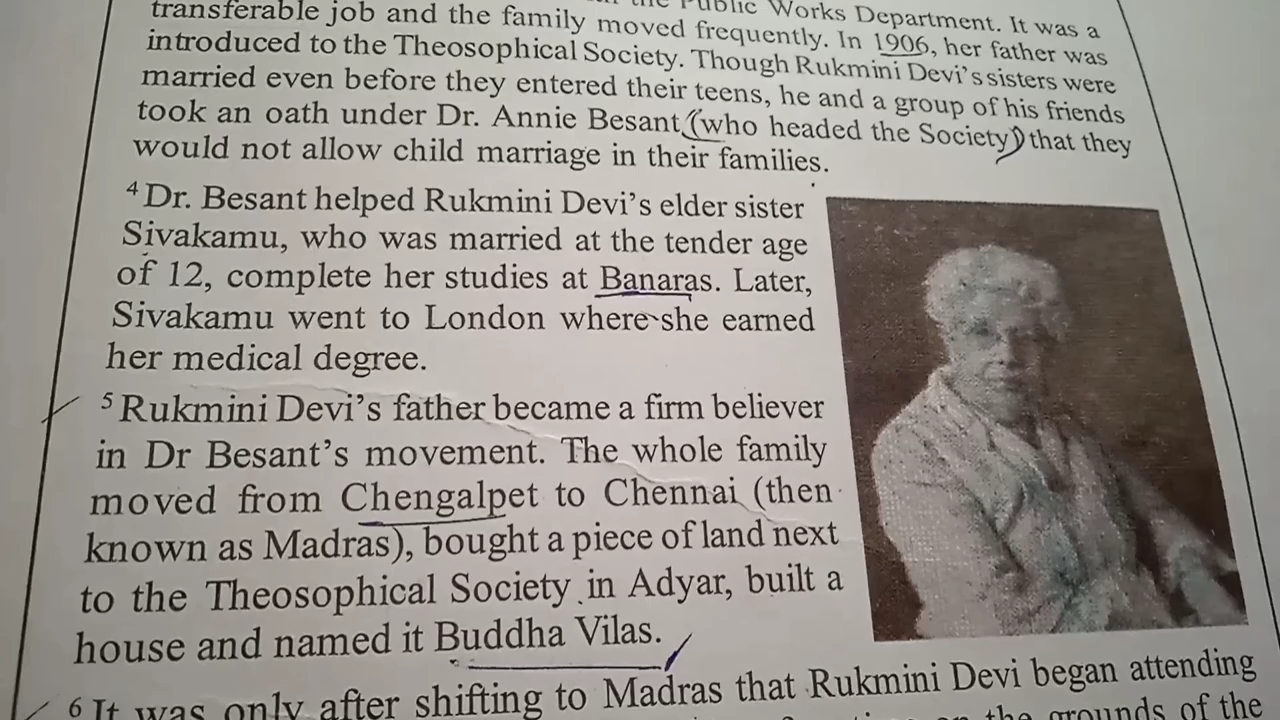 the Public Works Department. It was a
transferable job and the family moved frequently. In 1906, her father was
introduced to the Theosophical Society. Though Rukmini Devi's sisters were
married even before they entered their teens, he and a group of his friends
took an oath under Dr. Annie Besant (who headed the Society) that they
would not allow child marriage in their families.
4 Dr. Besant helped Rukmini Devi's elder sister
Sivakamu, who was married at the tender age
of 12, complete her studies at Banaras. Later,
Sivakamu went to London where she earned
her medical degree.
5 Rukmini Devi's father became a firm believer
in Dr Besant's movement. The whole family
moved from Chengalpet to Chennai (then
known as Madras), bought a piece of land next
to the Theosophical Society in Adyar, built a
house and named it Buddha Vilas.
6 It was only after shifting to Madras that Rukmini Devi began attending
the grounds of the